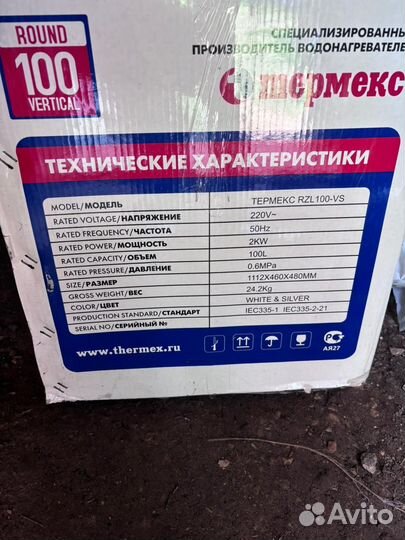 ROUND
100
VERTICAL
СПЕЦИАЛИЗИРОВАННЫ
ПРОИЗВОДИТЕЛЬ ВОДОНАГРЕВАТЕЛЕ
термекс
ТЕХНИЧЕСКИЕ ХАРАКТЕРИСТИКИ
MODEL/МОДЕЛЬ ТЕРМЕКС RZL100-VS
RATED VOLTAGE/НАПРЯЖЕНИЕ 220V~
RATED FREQUENCY/ЧАСТОТА 50Hz
RATED POWER/МОЩНОСТЬ 2KW
RATED CAPACITY/ОБЪЕМ 100L
RATED PRESSURE/ДАВЛЕНИЕ 0.6MPa
SIZE/РАЗМЕР 1112X460X480MM
GROSS WEIGHT/ВЕС 24.2Kg
COLOR/ЦВЕТ WHITE & SILVER
PRODUCTION STANDARD/СТАНДАРТ IEC335-1 IEC335-2-21
SERIAL NO/СЕРИЙНЫЙ №
www.thermex.ru
АЯ27
Avito